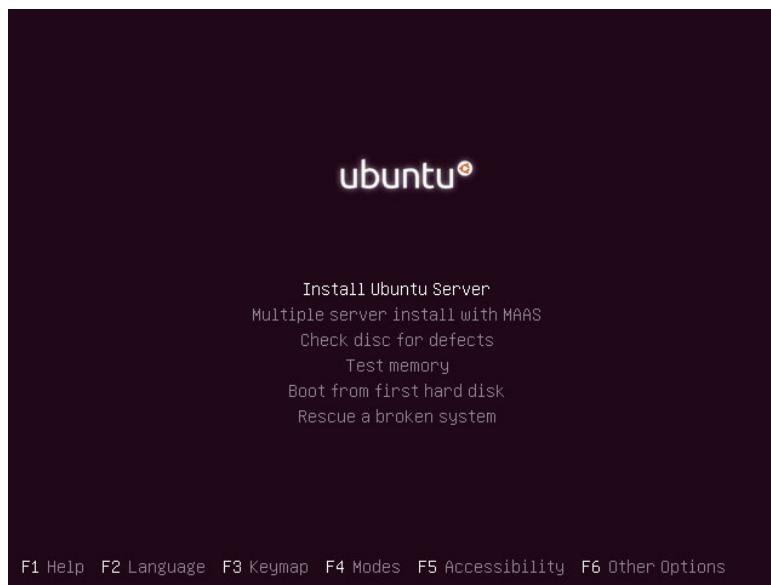 ubuntu
Install Ubuntu Server
Multiple server install with MAAS
Check disc for defects
Test memory
Boot from first hard disk
Rescue a broken system
F1 Help F2 Language F3 Keymap F4 Modes F5 Accessibility F6 Other Options